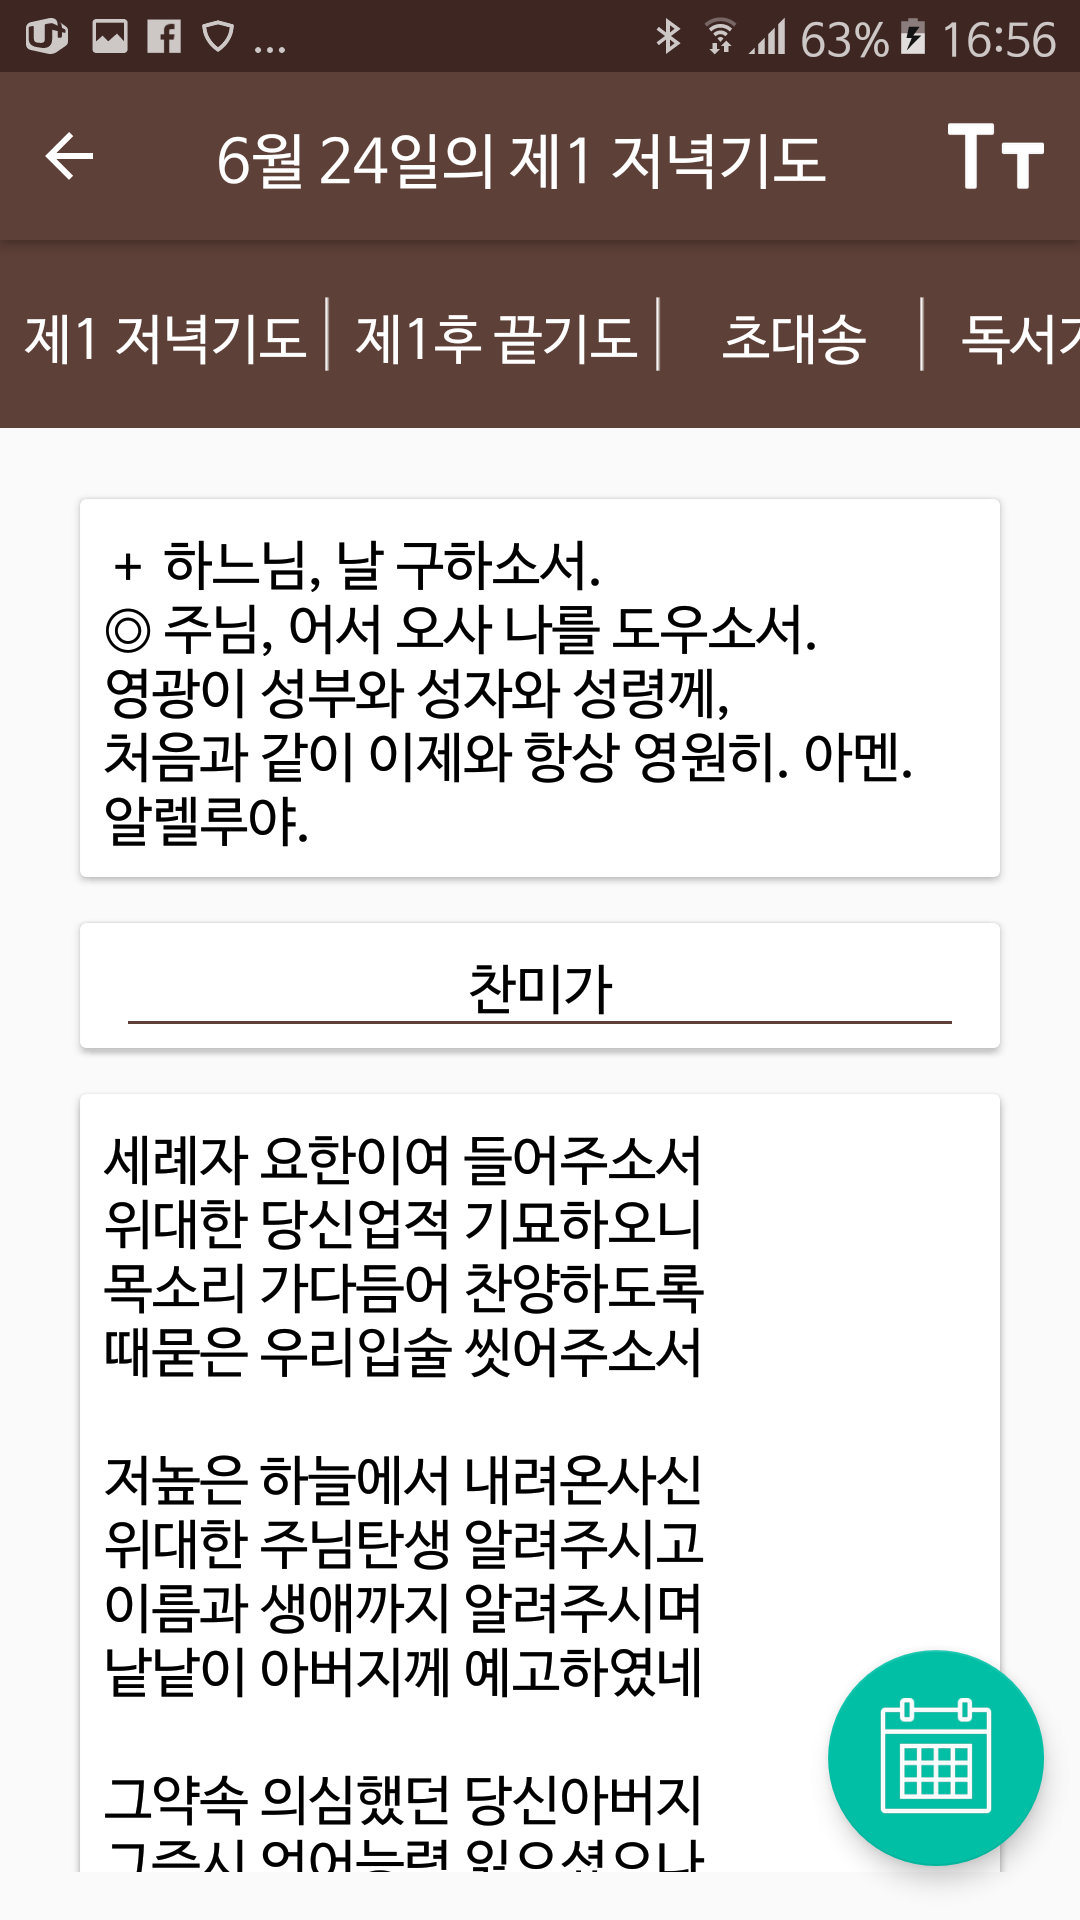 63% 16:56
6월 24일의 제1 저녁기도
제1 저녁기도 제1후 끝기도 초대송
+ 하느님, 날 구하소서.
◎ 주님, 어서 오사 나를 도우소서.
영광이 성부와 성자와 성령께,
처음과 같이 이제와 항상 영원히. 아멘.
알렐루야.
찬미가
세례자 요한이여 들어주소서
위대한 당신업적 기묘하오니
목소리 가다듬어 찬양하도록
때묻은 우리입술 씻어주소서
저높은 하늘에서 내려온사신
위대한 주님탄생 알려주시고
이름과 생애까지 알려주시며
낱낱이 아버지께 예고하였네
그약속 의심했던 당신아버지